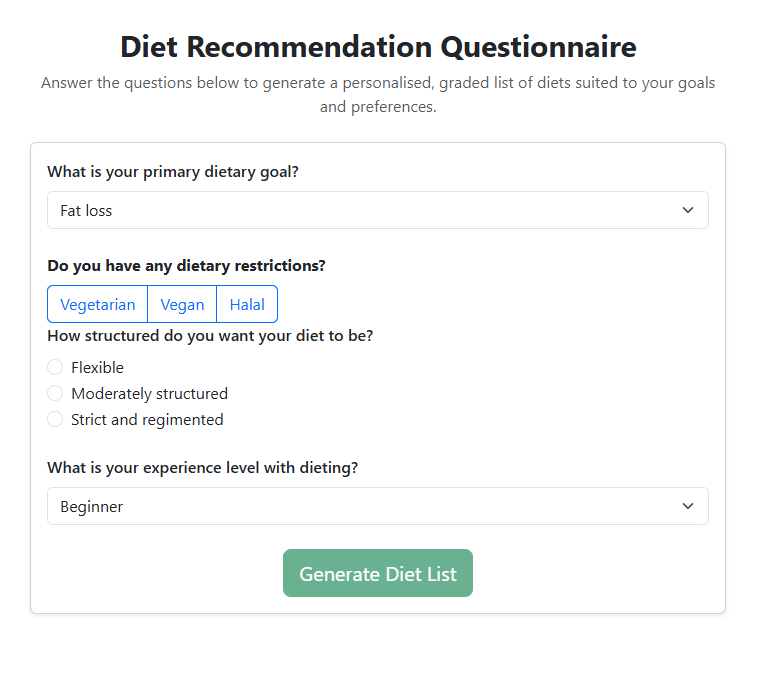 Diet Recommendation Questionnaire
Answer the questions below to generate a personalised, graded list of diets suited to your goals
and preferences.
What is your primary dietary goal?
Fat loss
Do you have any dietary restrictions?
Vegetarian Vegan Halal
How structured do you want your diet to be?
Flexible
Moderately structured
Strict and regimented
What is your experience level with dieting?
Beginner
Generate Diet List